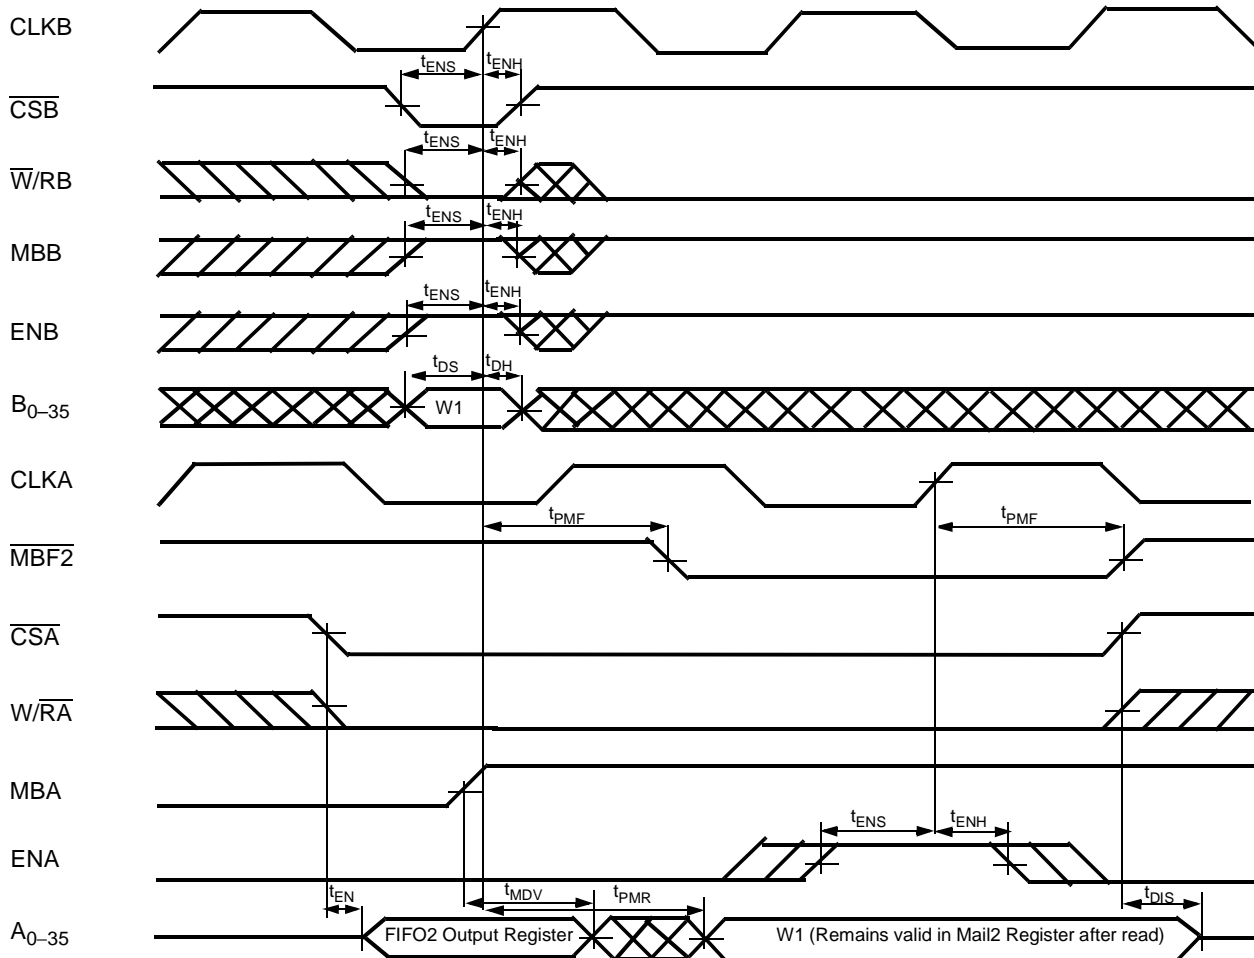 CLKB
tENS tENH
CSB
tENS tENH
W/RB
tENS tENH
MBB
tENS tENH
ENB
tDS tDH
B0–35 W1
CLKA
tPMF tPMF
MBF2
CSA
W/RA
MBA
tENS tENH
ENA
tEN tMDV tPMR tDIS
A0–35 FIFO2 Output Register W1 (Remains valid in Mail2 Register after read)